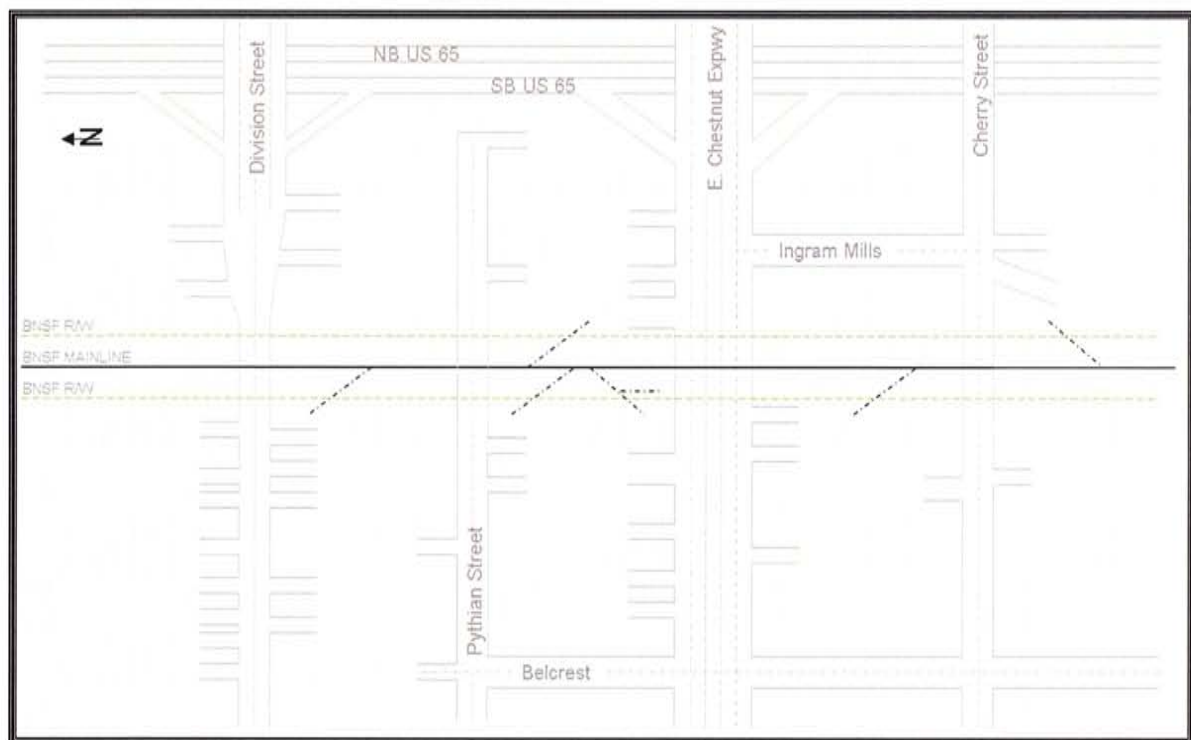 NB US 65
SB US 65
Division Street
E. Chestnut Expwy
Cherry Street
N
Ingram Mills
BNSF R/W
BNSF MAINLINE
BNSF R/W
Pythian Street
Belcrest